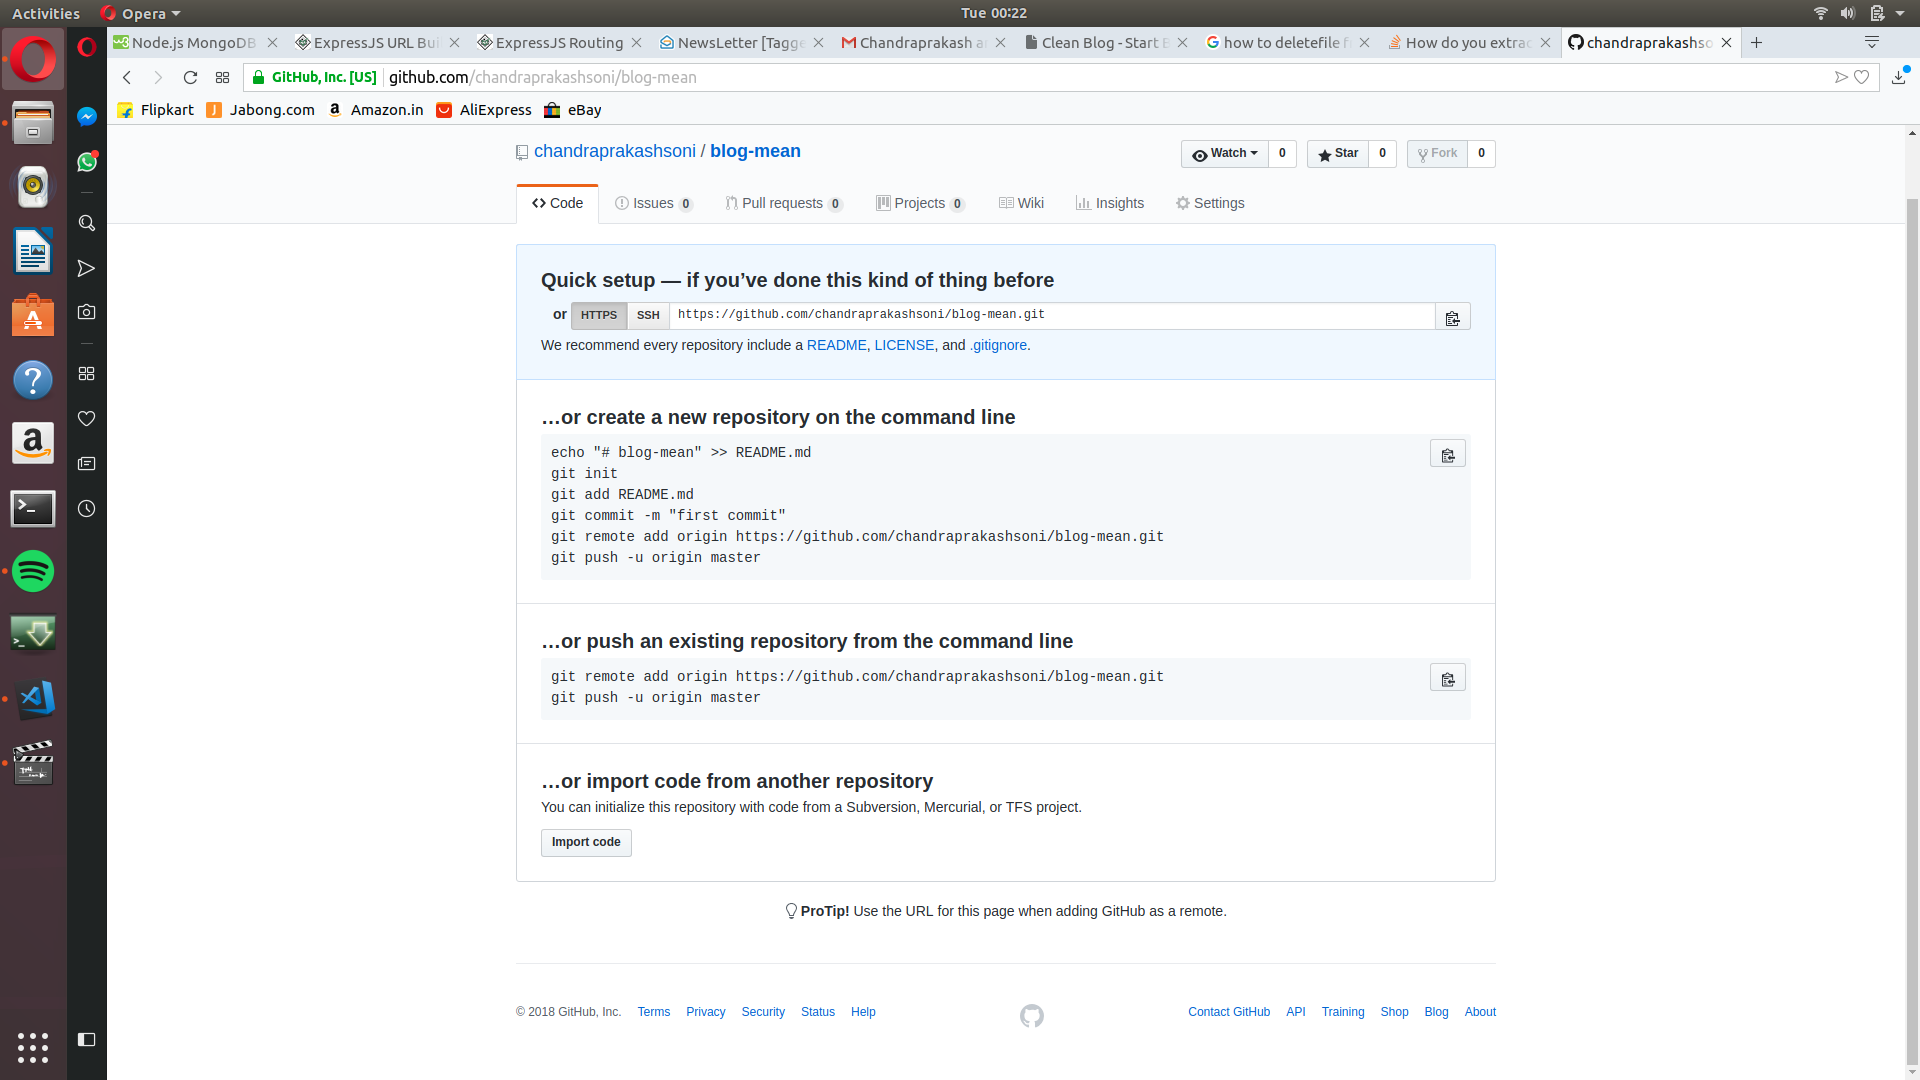 Activities Opera Tue 00:22
Node.js MongoDB ExpressJS URL Bui ExpressJS Routing NewsLetter [Tagge Chandraprakash a Clean Blog - Start B how to deletefile f How do you extrac chandraprakashso
GitHub, Inc. [US] github.com/chandraprakashsoni/blog-mean
Flipkart Jabong.com Amazon.in AliExpress eBay
chandraprakashsoni / blog-mean Watch 0 Star 0 Fork 0
Code Issues 0 Pull requests 0 Projects 0 Wiki Insights Settings
Quick setup — if you’ve done this kind of thing before
or HTTPS SSH https://github.com/chandraprakashsoni/blog-mean.git
We recommend every repository include a README, LICENSE, and .gitignore.
…or create a new repository on the command line
echo "# blog-mean" >> README.md
git init
git add README.md
git commit -m "first commit"
git remote add origin https://github.com/chandraprakashsoni/blog-mean.git
git push -u origin master
…or push an existing repository from the command line
git remote add origin https://github.com/chandraprakashsoni/blog-mean.git
git push -u origin master
…or import code from another repository
You can initialize this repository with code from a Subversion, Mercurial, or TFS project.
Import code
ProTip! Use the URL for this page when adding GitHub as a remote.
© 2018 GitHub, Inc. Terms Privacy Security Status Help Contact GitHub API Training Shop Blog About